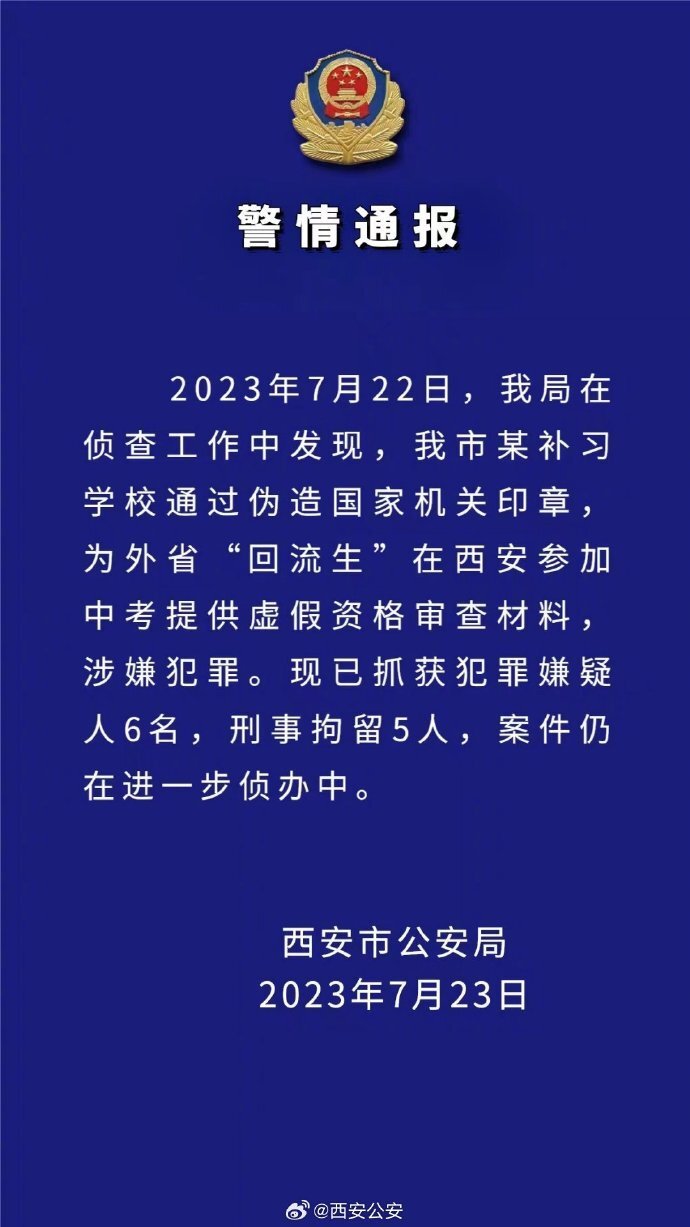 警情通报
2023年7月22日，我局在
侦查工作中发现，我市某补习
学校通过伪造国家机关印章，
为外省“回流生”在西安参加
中考提供虚假资格审查材料，
涉嫌犯罪。现已抓获犯罪嫌疑
人6名，刑事拘留5人，案件仍
在进一步侦办中。
西安市公安局
2023年7月23日
@西安公安